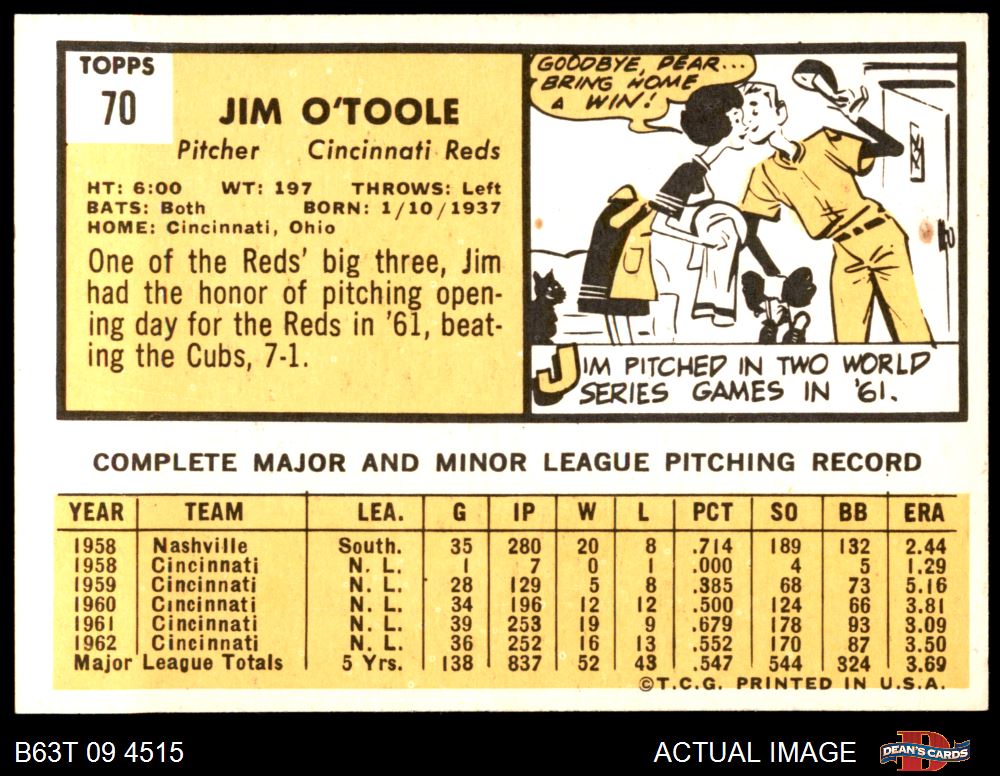 TOPPS
70
JIM O'TOOLE
Pitcher Cincinnati Reds
HT: 6:00 WT: 197 THROWS: Left
BATS: Both BORN: 1/10/1937
HOME: Cincinnati, Ohio
One of the Reds' big three, Jim
had the honor of pitching open-
ing day for the Reds in '61, beat-
ing the Cubs, 7-1.
GOODBYE, DEAR...
BRING HOME
A WIN!
JIM PITCHED IN TWO WORLD
SERIES GAMES IN '61.
COMPLETE MAJOR AND MINOR LEAGUE PITCHING RECORD
YEAR TEAM LEA. G IP W L PCT SO BB ERA
1958 Nashville South. 35 280 20 8 .714 189 132 2.44
1958 Cincinnati N. L. 1 7 0 1 .000 4 5 1.29
1959 Cincinnati N. L. 28 129 5 8 .385 68 73 5.16
1960 Cincinnati N. L. 34 196 12 12 .500 124 66 3.81
1961 Cincinnati N. L. 39 253 19 9 .679 178 93 3.09
1962 Cincinnati N. L. 36 252 16 13 .552 170 87 3.50
Major League Totals 5 Yrs. 138 837 52 43 .547 544 324 3.69
©T.C.G. PRINTED IN U.S.A.
B63T 09 4515
ACTUAL IMAGE
D
DEAN'S CARDS